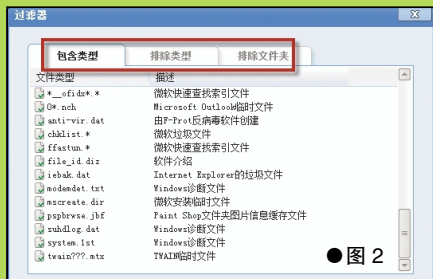 过滤器
包含类型 排除类型 排除文件夹
文件类型 描述
*__ofidx*.* 微软快速查找索引文件
0*.nch Microsoft Outlook临时文件
anti-vir.dat 由F-Prot反病毒软件创建
chklist.* 微软垃圾文件
ffastun.* 微软快速查找索引文件
file_id.diz 软件介绍
iebak.dat Internet Explorer的垃圾文件
modemdet.txt Windows诊断文件
mscreate.dir 微软安装临时文件
pspbrwse.jbf Paint Shop文件夹图片信息缓存文件
suhdlog.dat Windows诊断文件
system.1st Windows诊断文件
twain???.mtx TWAIN临时文件
●图 2